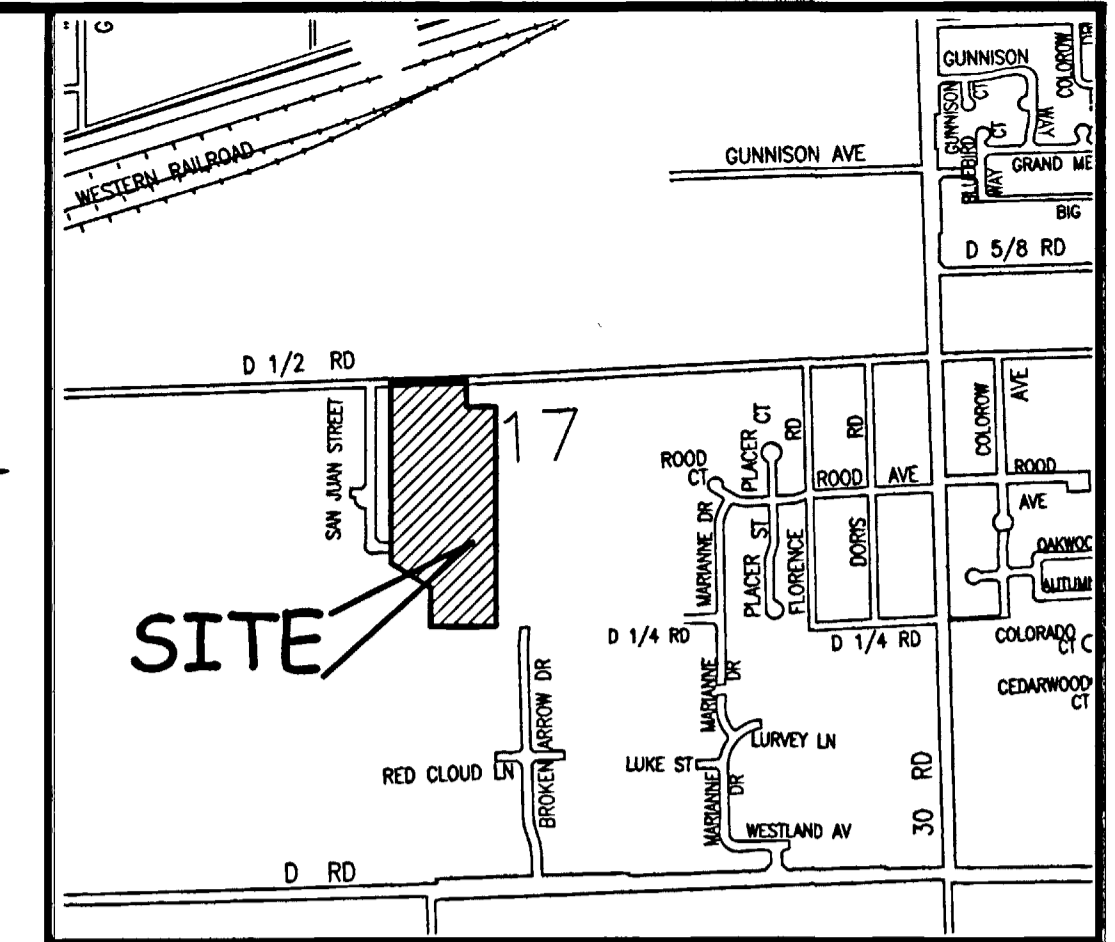 G
WESTERN RAILROAD
GUNNISON
COLOROW
DR
GUNNISON
CT
WAY
BLUEBIRD
WAY
CT
GRAND ME
BIG
GUNNISON AVE
D 5/8 RD
D 1/2 RD
SAN JUAN STREET
17
SITE
ROOD
CT
PLACER CT
RD
RD
ROOD AVE
MARIANNE DR
PLACER ST
FLORENCE
DORIS
COLOROW
AVE
ROOD
AVE
OAKWOO
AUTUM
D 1/4 RD
D 1/4 RD
COLORADO
CT C
CEDARWOOD
CT
MARIANNE
DR
LURVEY LN
LUKE ST
MARIANNE
DR
WESTLAND AV
30 RD
RED CLOUD LN
BROKEN ARROW DR
D RD